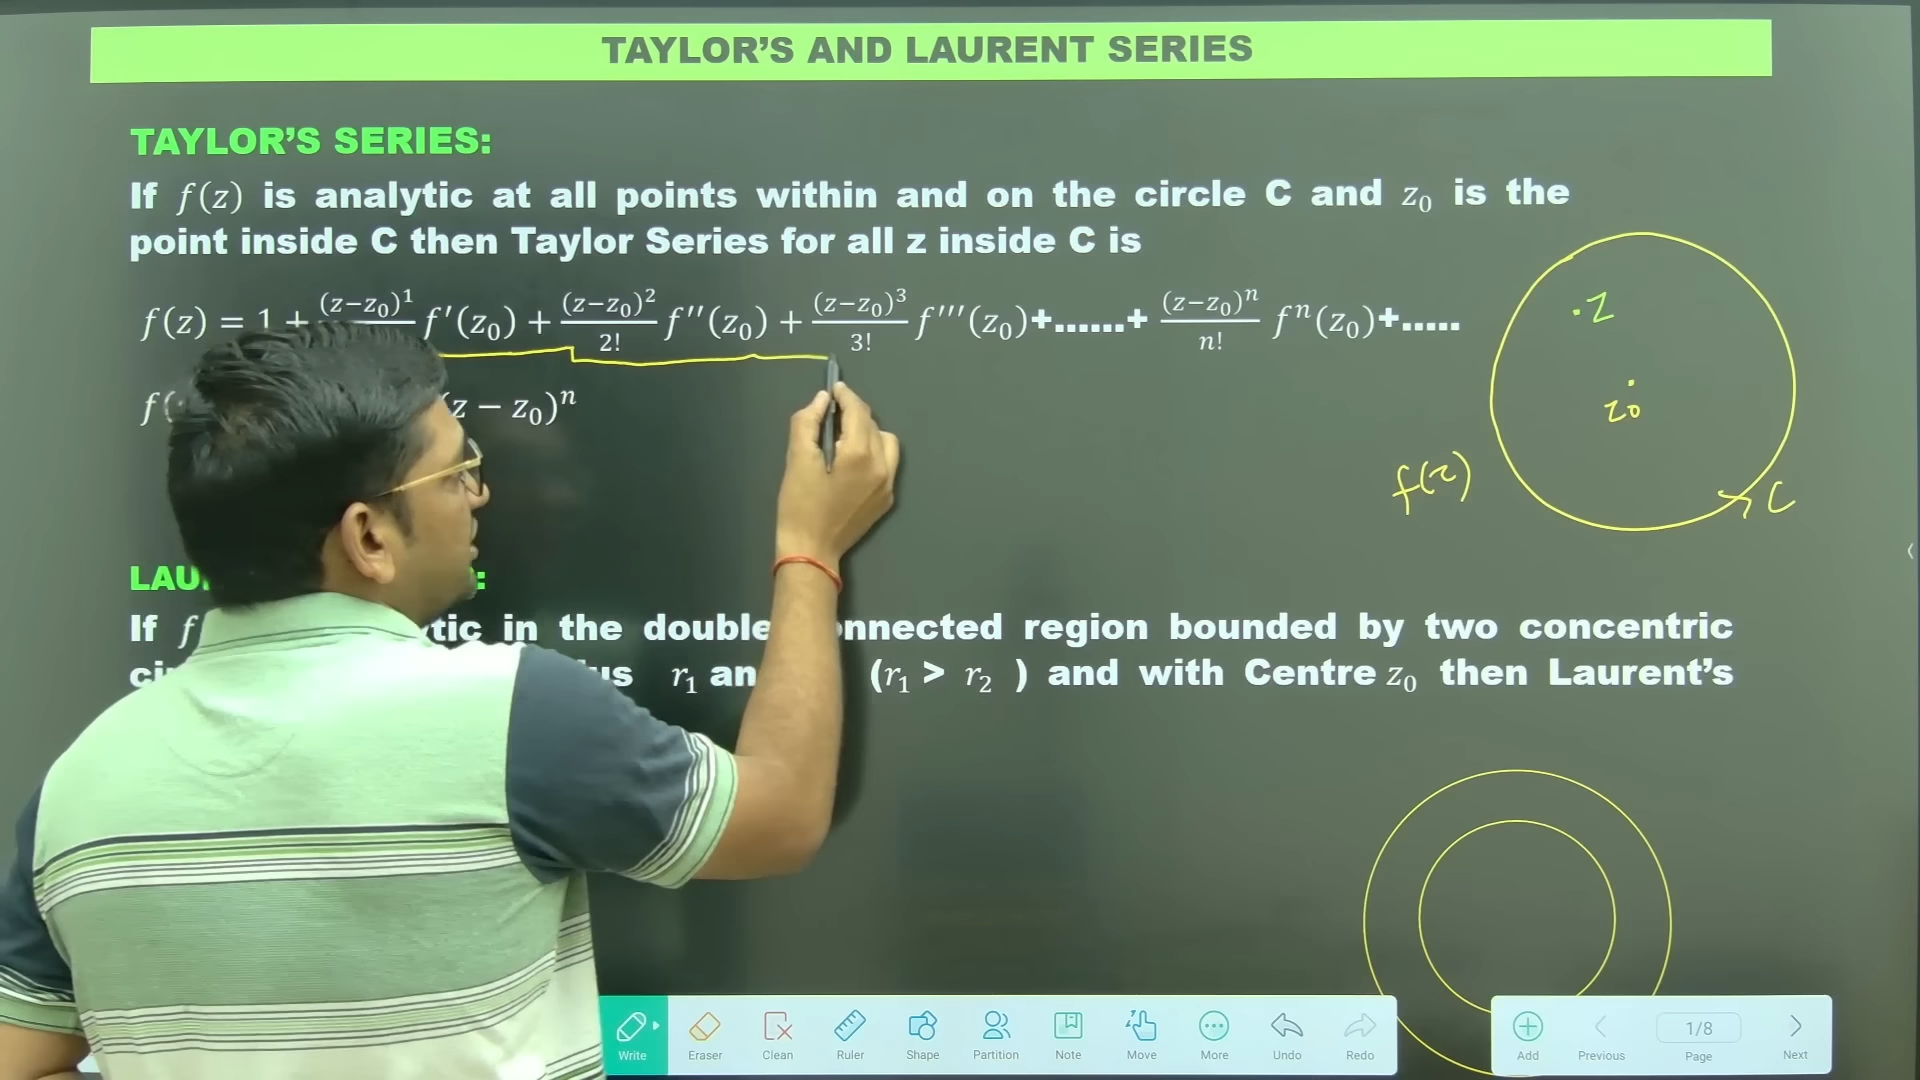 TAYLOR'S AND LAURENT SERIES
TAYLOR'S SERIES:
If f(z) is analytic at all points within and on the circle C and z₀ is the
point inside C then Taylor Series for all z inside C is
f(z) = 1 + (z−z₀)¹ f′(z₀) + (z−z₀)²/2! f′′(z₀) + (z−z₀)³/3! f′′′(z₀)+......+ (z−z₀)ⁿ/n! fⁿ(z₀)+.....
f( (z − z₀)ⁿ
.z
z₀
f(z)
C
LAU :
If f tic in the double nnected region bounded by two concentric
ci us r₁ an (r₁ > r₂ ) and with Centre z₀ then Laurent's
Write Eraser Clean Ruler Shape Partition Note Move More Undo Redo
Add Previous 1/8 Page Next